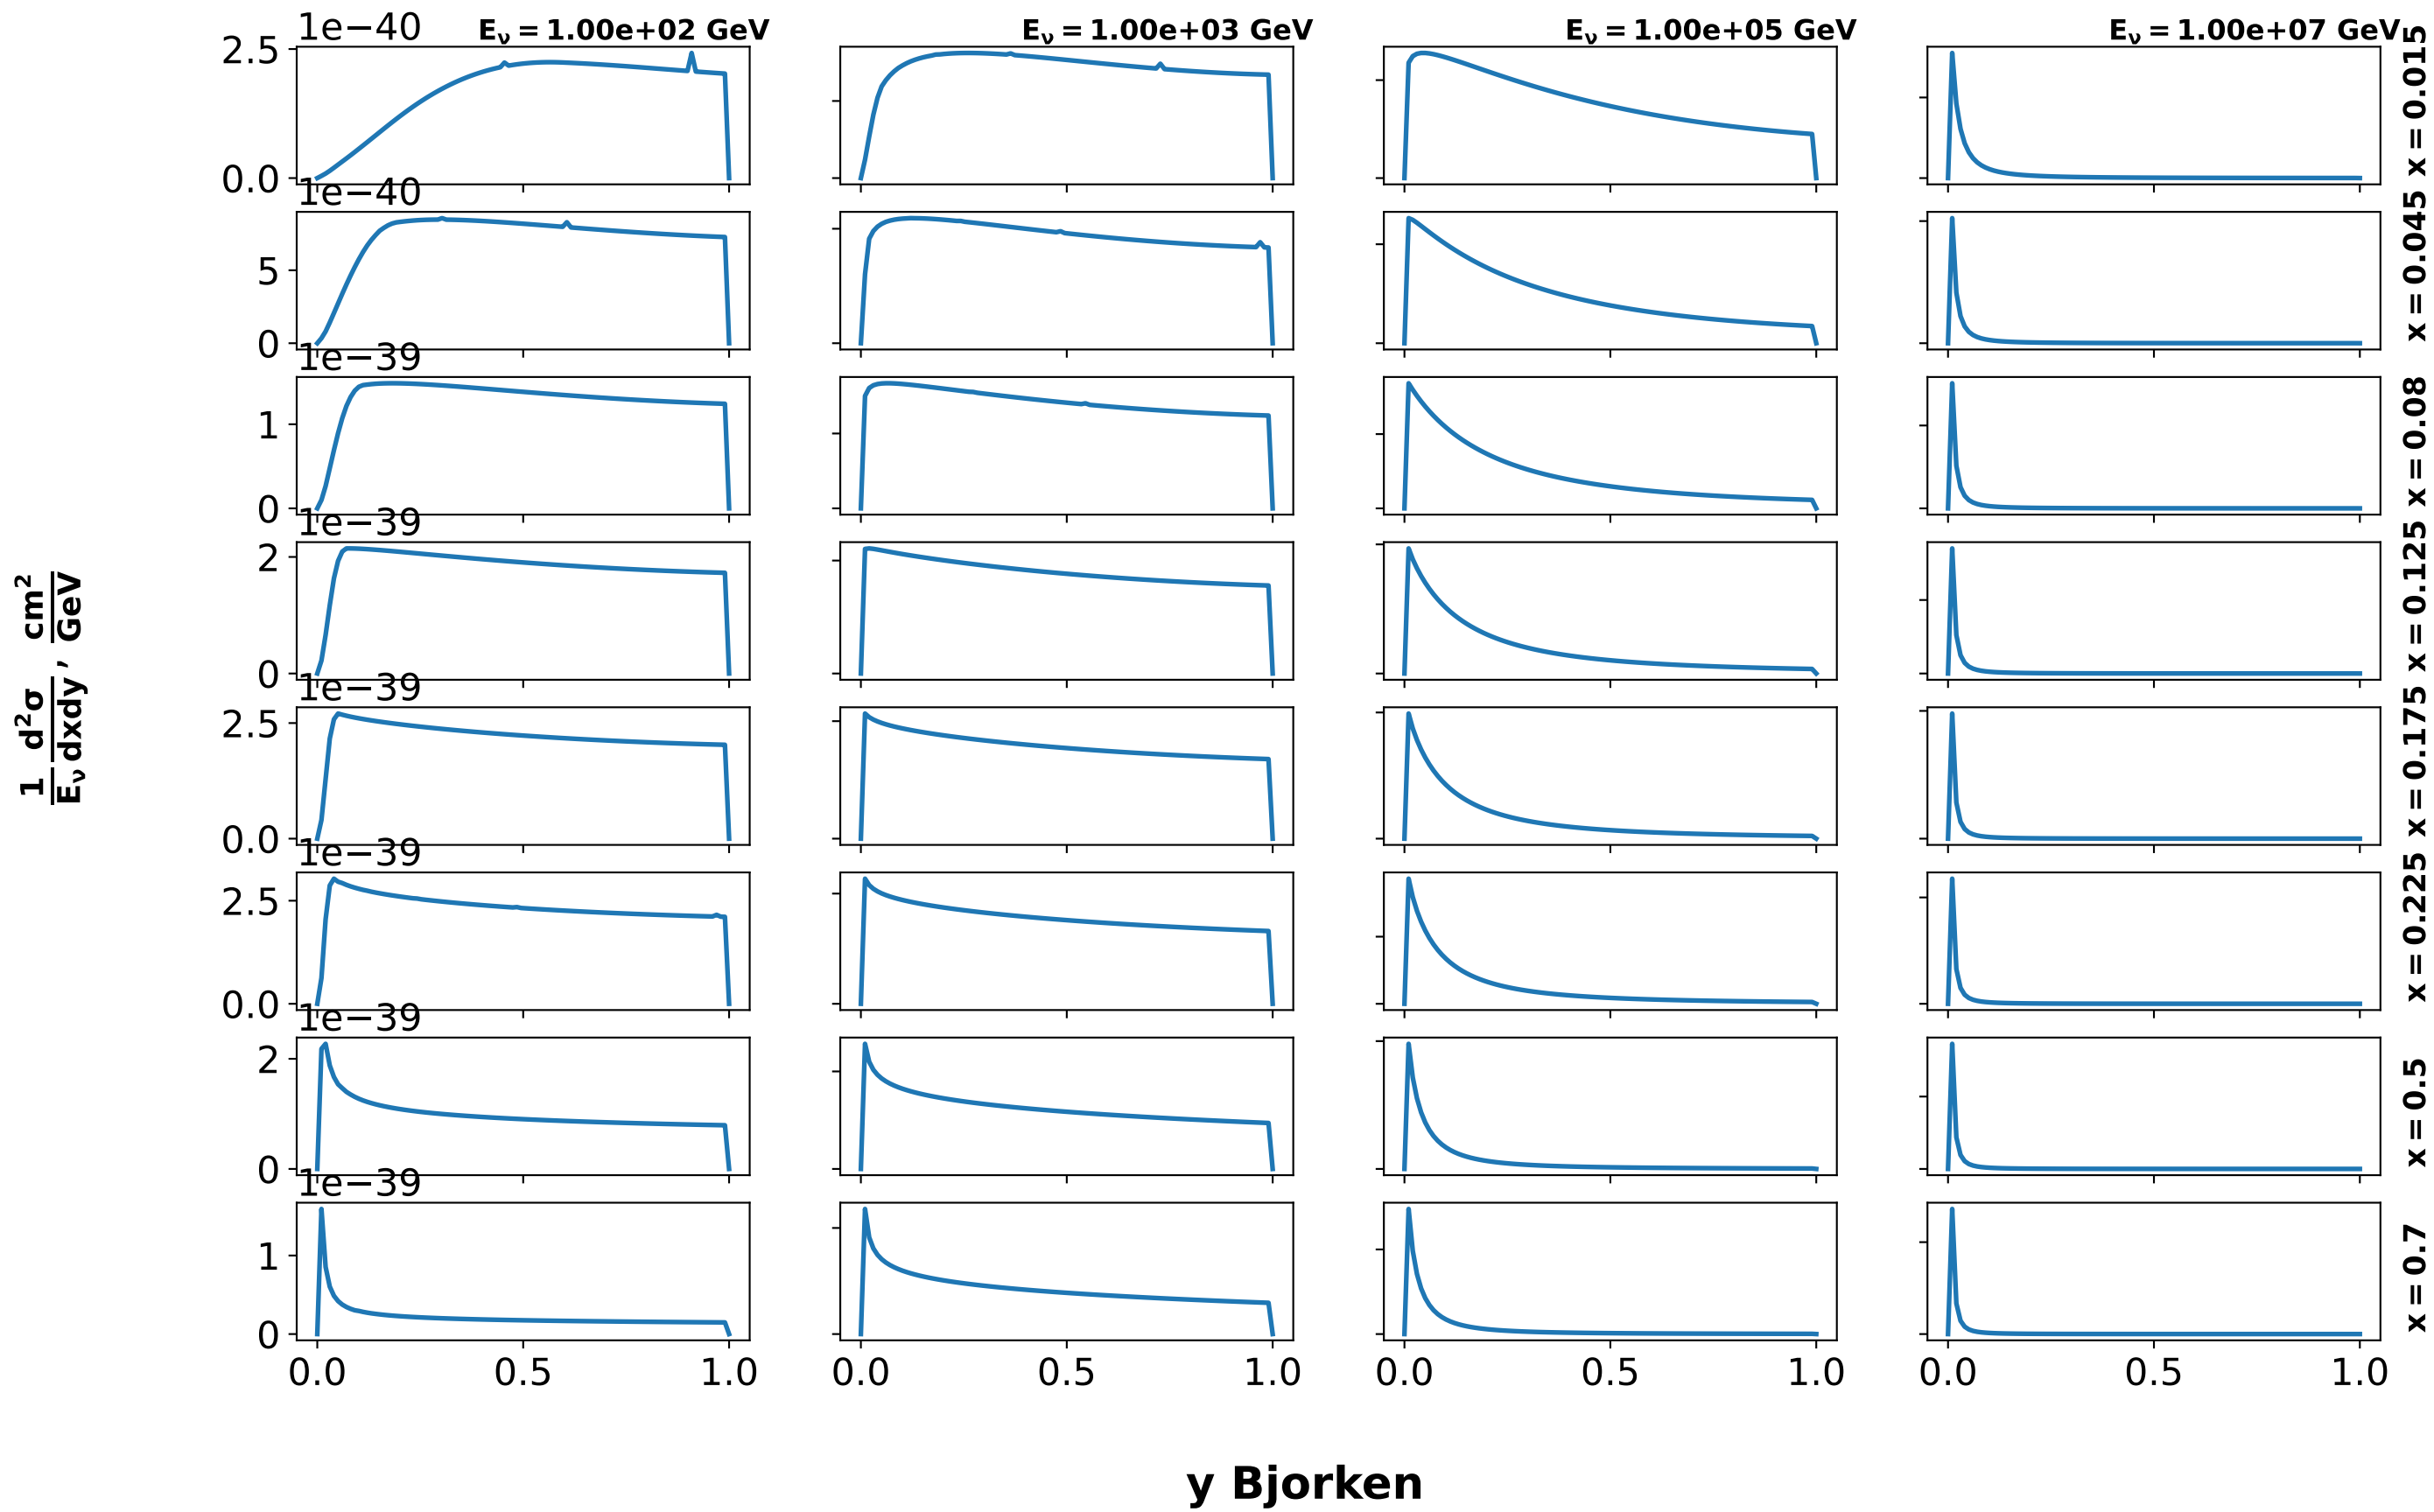 E_ν = 1.00e+02 GeV
E_ν = 1.00e+03 GeV
E_ν = 1.00e+05 GeV
E_ν = 1.00e+07 GeV
1e−40
2.5
0.0
x = 0.015
1e−40
5
0
x = 0.045
1e−39
1
0
x = 0.08
1e−39
2
0
x = 0.125
1e−39
2.5
0.0
x = 0.175
1e−39
2.5
0.0
x = 0.225
1e−39
2
0
x = 0.5
1e−39
1
0
x = 0.7
0.0 0.5 1.0
0.0 0.5 1.0
0.0 0.5 1.0
0.0 0.5 1.0
1/E_ν d²σ/dxdy, cm²/GeV
y Bjorken